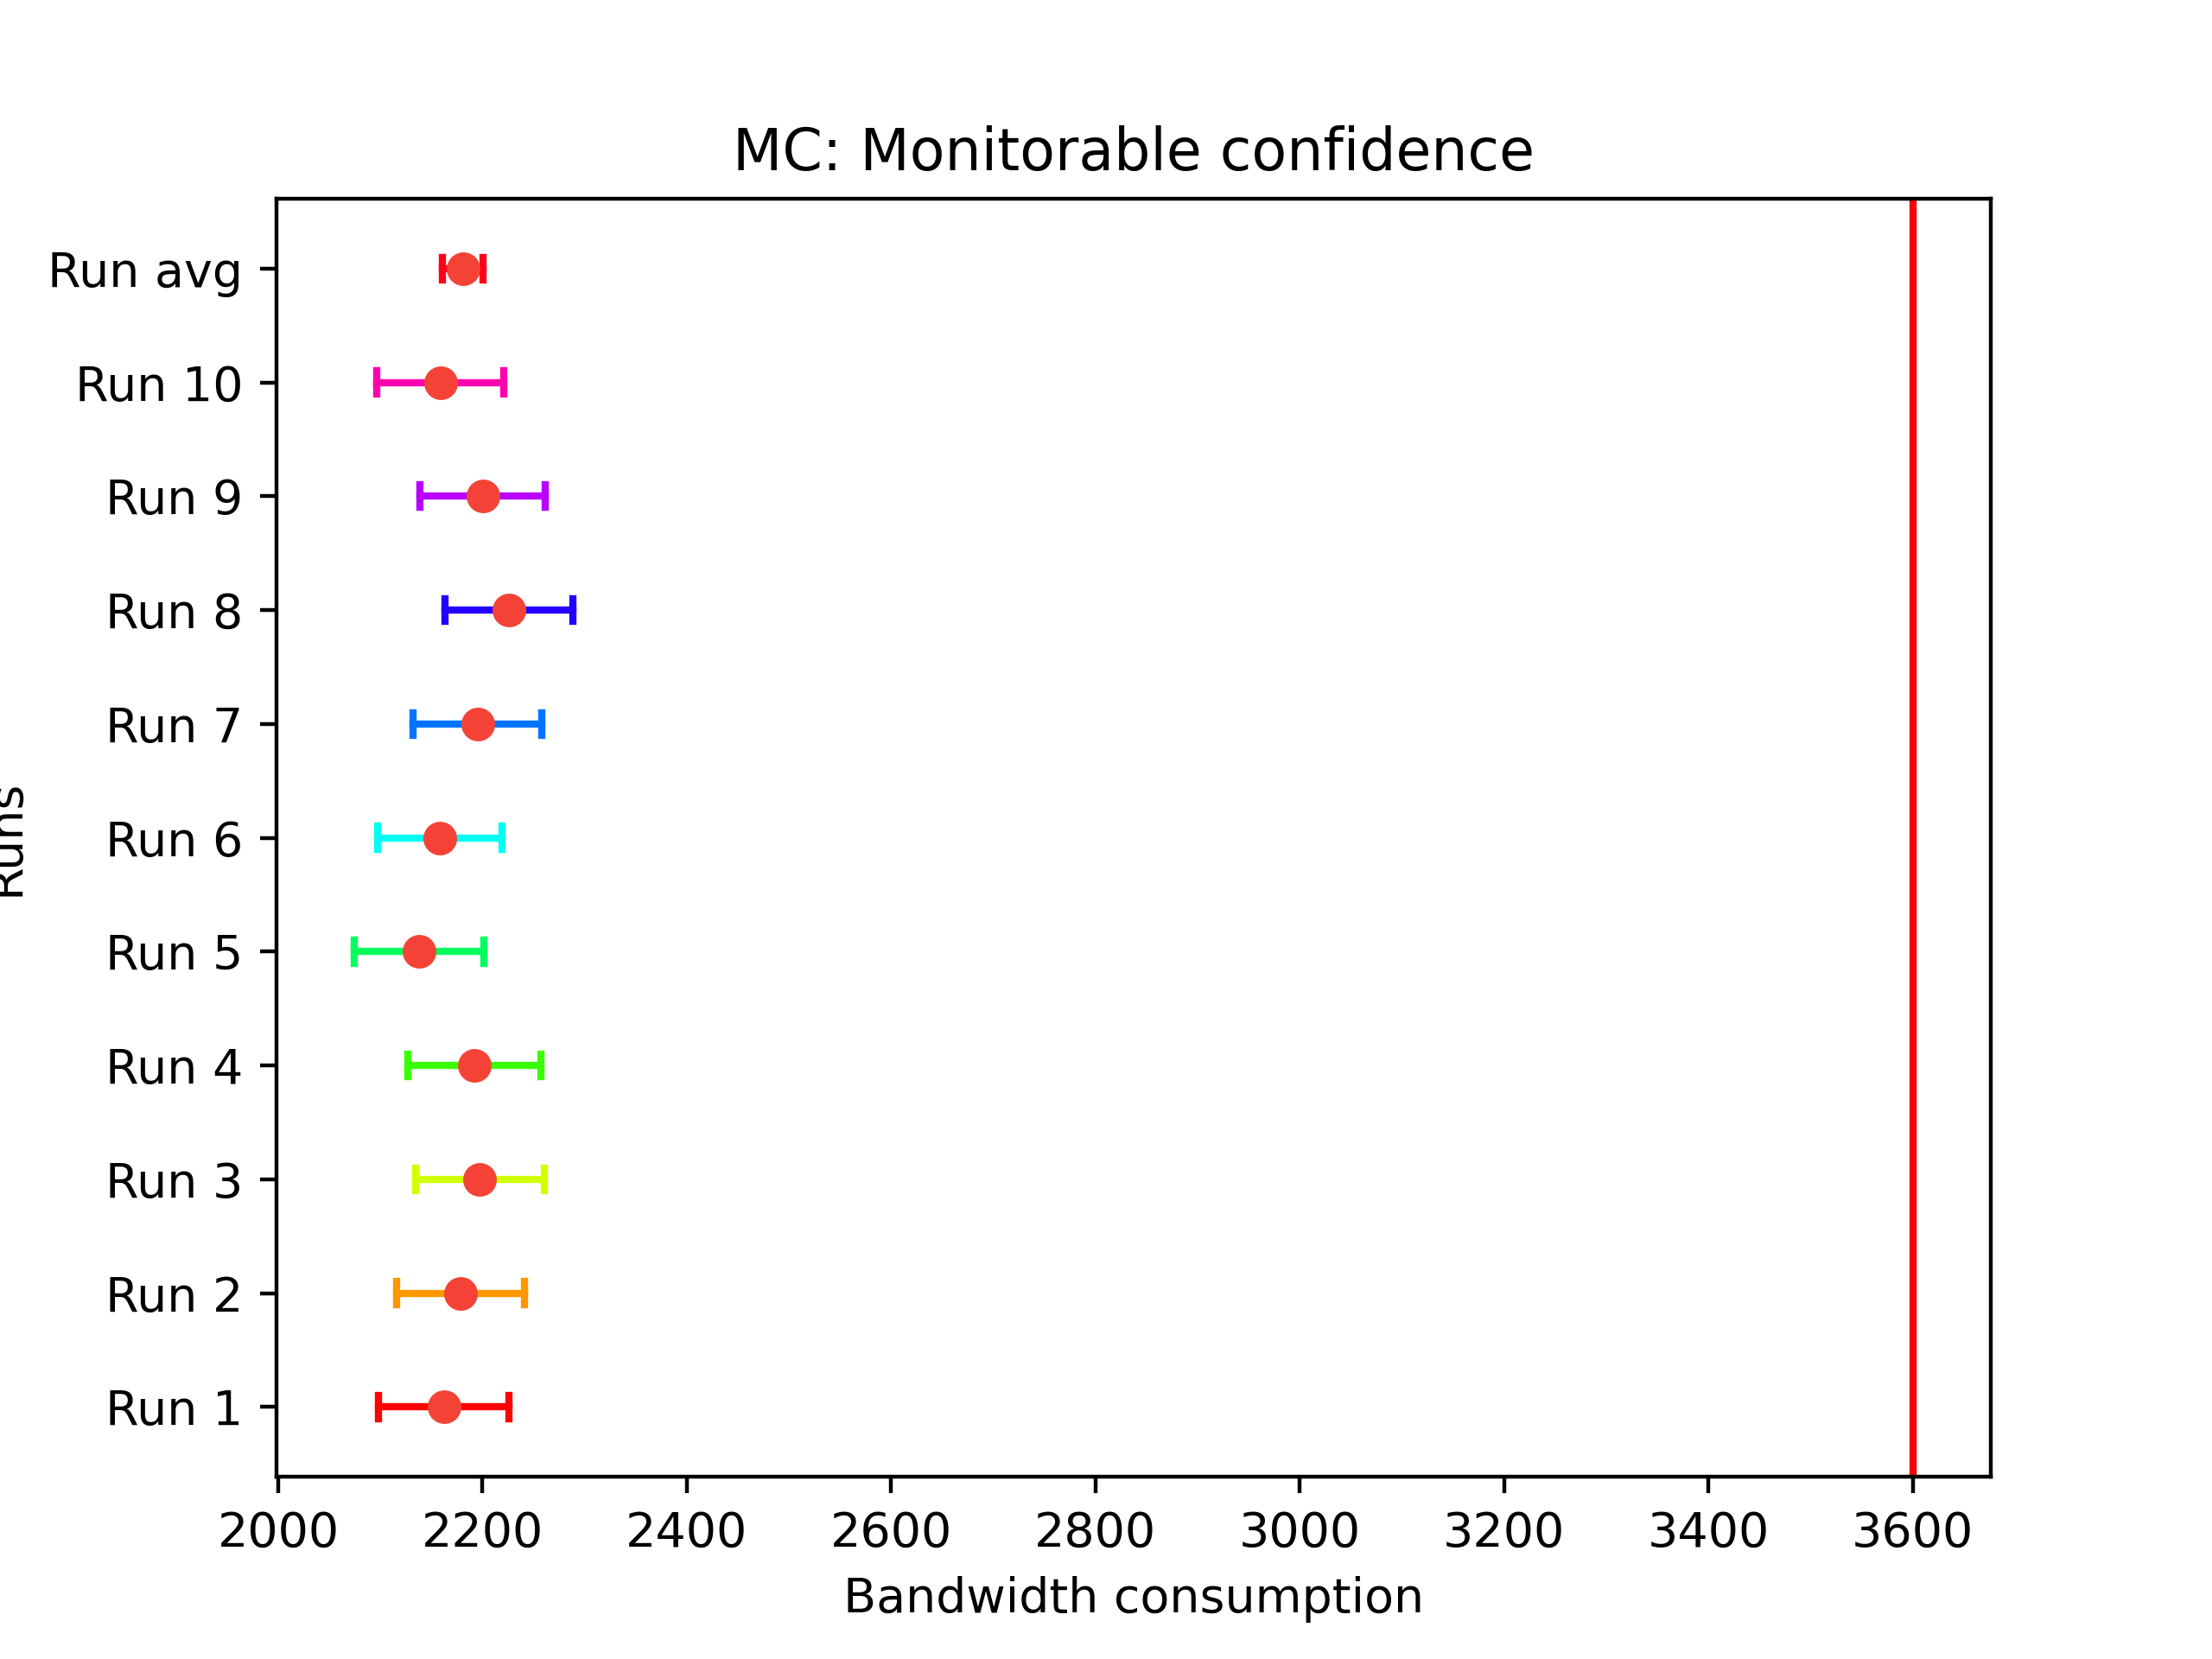 MC: Monitorable confidence
Run avg
Run 10
Run 9
Run 8
Run 7
Run 6
Run 5
Run 4
Run 3
Run 2
Run 1
Runs
2000 2200 2400 2600 2800 3000 3200 3400 3600
Bandwidth consumption